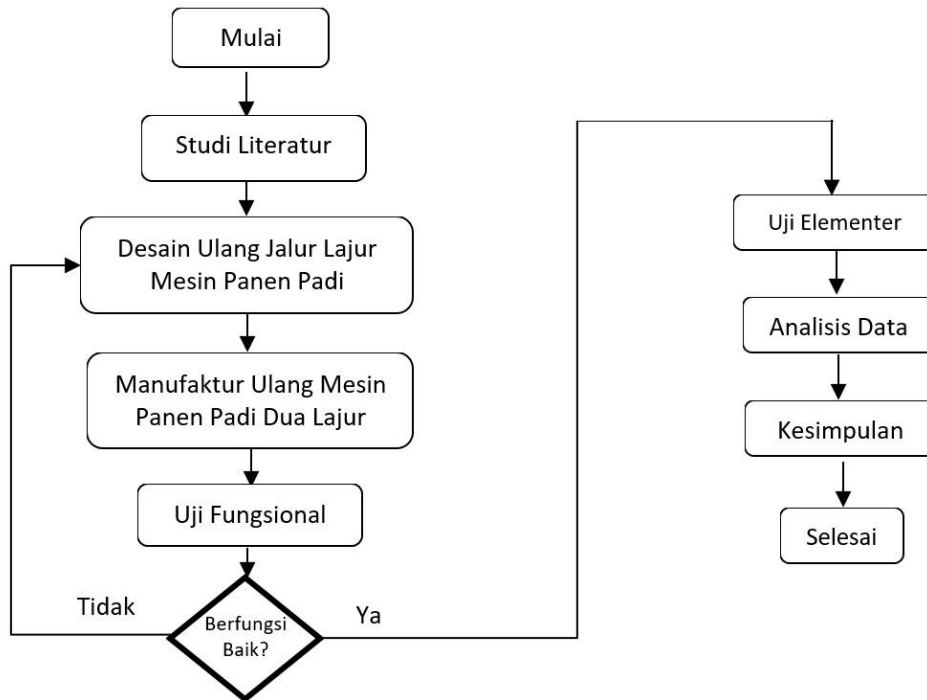 Mulai
Studi Literatur
Desain Ulang Jalur Lajur
Mesin Panen Padi
Manufaktur Ulang Mesin
Panen Padi Dua Lajur
Uji Fungsional
Berfungsi
Baik?
Tidak
Ya
Uji Elementer
Analisis Data
Kesimpulan
Selesai